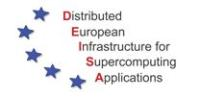 Distributed
European
Infrastructure for
Supercomputing
Applications